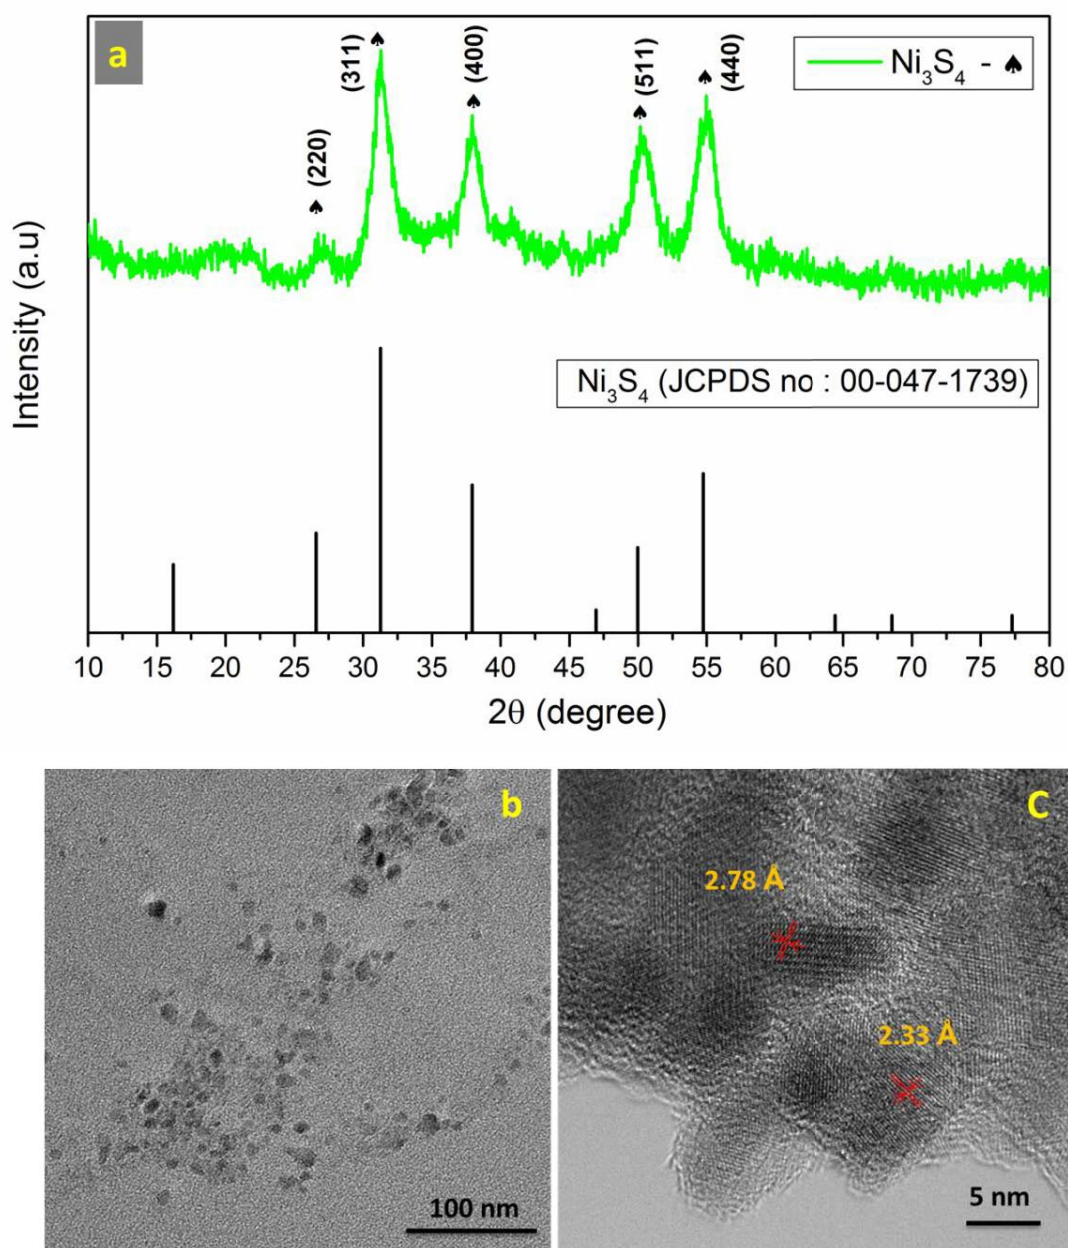 a
(220)
(311) ♠
♠ (400)
♠ (511)
♠ (440)
Ni₃S₄ - ♠
Intensity (a.u)
Ni₃S₄ (JCPDS no : 00-047-1739)
10 15 20 25 30 35 40 45 50 55 60 65 70 75 80
2θ (degree)
b
100 nm
C
2.78 Å
2.33 Å
5 nm